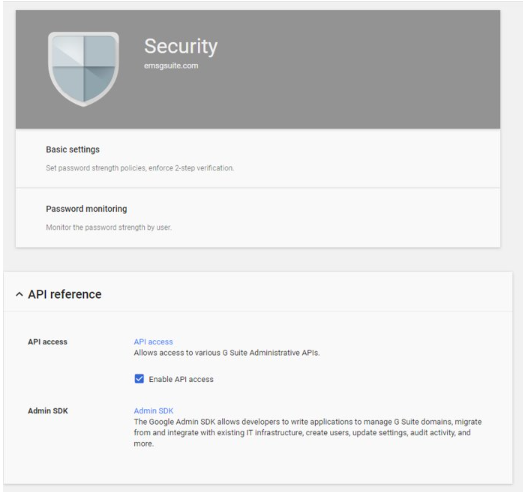 Security
emsgsuite.com
Basic settings
Set password strength policies, enforce 2-step verification.
Password monitoring
Monitor the password strength by user.
API reference
API access
API access
Allows access to various G Suite Administrative APIs.
Enable API access
Admin SDK
Admin SDK
The Google Admin SDK allows developers to write applications to manage G Suite domains, migrate
from and integrate with existing IT infrastructure, create users, update settings, audit activity, and
more.